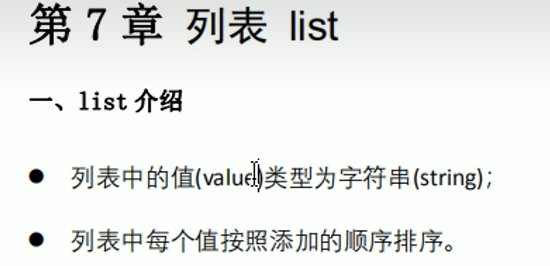 第 7 章 列表 list
一、list 介绍
● 列表中的值(value)类型为字符串(string)；
● 列表中每个值按照添加的顺序排序。